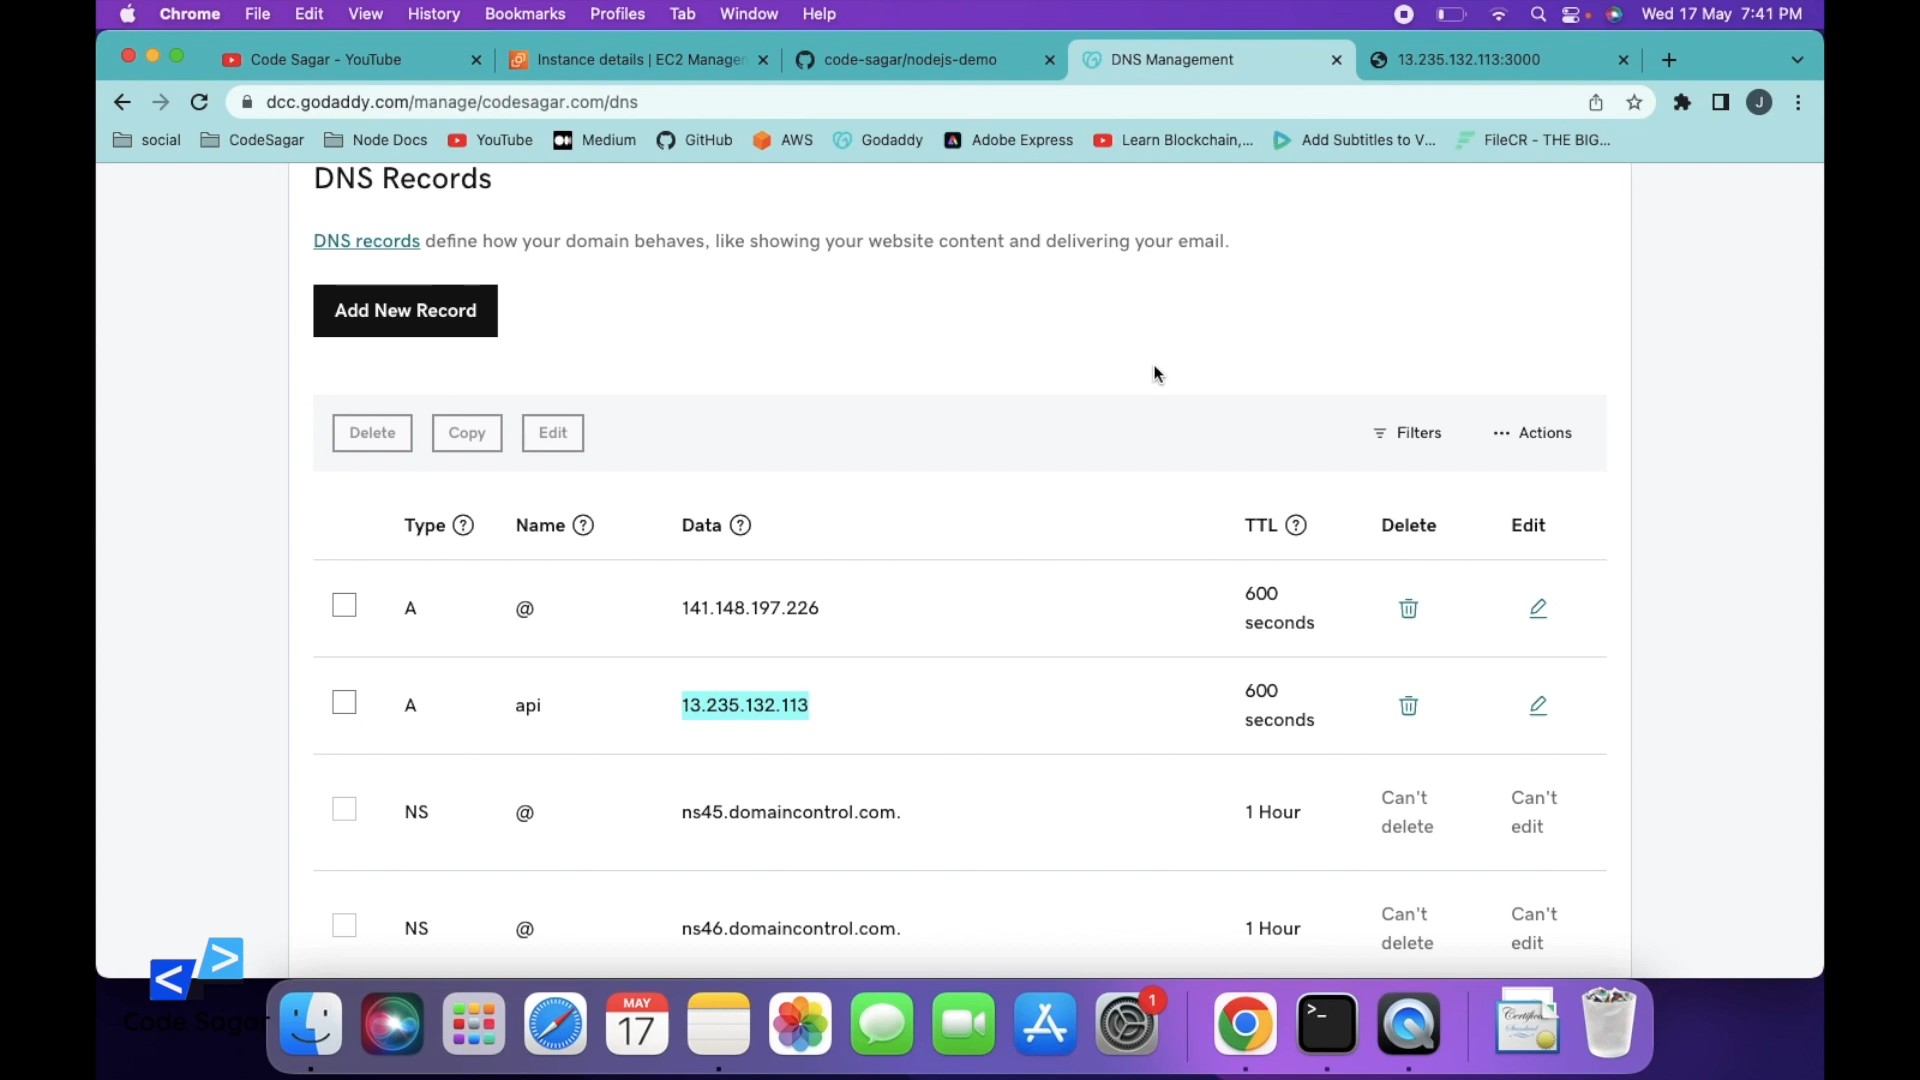 Chrome File Edit View History Bookmarks Profiles Tab Window Help Wed 17 May 7:41 PM
Code Sagar - YouTube Instance details | EC2 Manager code-sagar/nodejs-demo DNS Management 13.235.132.113:3000
dcc.godaddy.com/manage/codesagar.com/dns J
social CodeSagar Node Docs YouTube Medium GitHub AWS Godaddy Adobe Express Learn Blockchain,... Add Subtitles to V... FileCR - THE BIG...
DNS Records
DNS records define how your domain behaves, like showing your website content and delivering your email.
Add New Record
Delete Copy Edit Filters ··· Actions
Type ? Name ? Data ? TTL ? Delete Edit
A @ 141.148.197.226 600
seconds
A api 13.235.132.113 600
seconds
NS @ ns45.domaincontrol.com. 1 Hour Can't
delete Can't
edit
NS @ ns46.domaincontrol.com. 1 Hour Can't
delete Can't
edit
< >
Code Sagar
MAY
17
1
>_